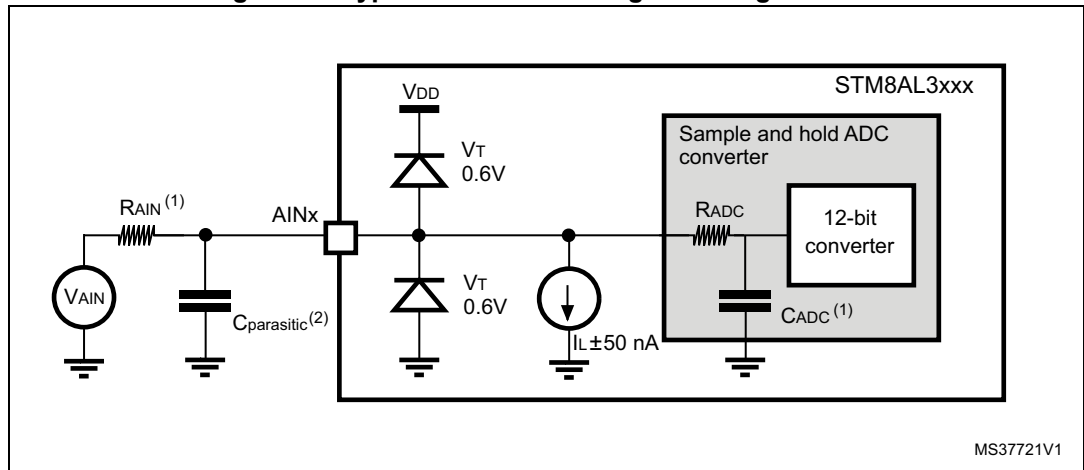 STM8AL3xxx
VDD
Sample and hold ADC
converter
VT
0.6V
RAIN (1)
AINx
RADC
12-bit
converter
VAIN
Cparasitic(2)
VT
0.6V
IL±50 nA
CADC (1)
MS37721V1